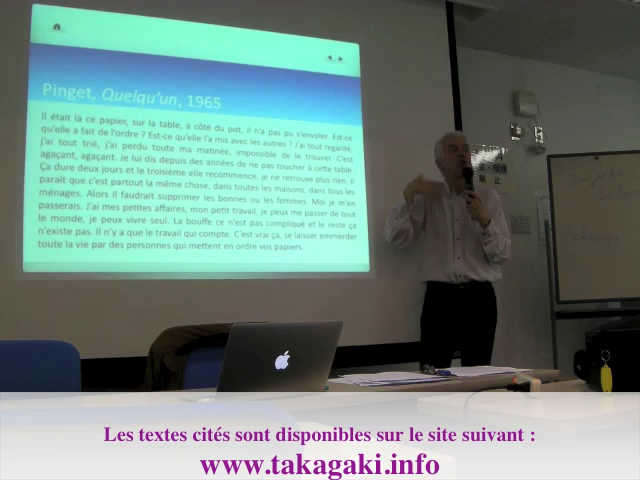 Pinget, Quelqu'un, 1965
Il était là ce papier, sur la table, à côté du pot, il n'a pas pu s'envoler. Est-ce
qu'elle a fait de l'ordre ? Est-ce qu'elle l'a mis avec les autres ? J'ai tout regardé,
j'ai tout trié, j'ai perdu toute ma matinée, impossible de le trouver. C'est
agaçant, agaçant. Je lui dis depuis des années de ne pas toucher à cette table.
Ça dure deux jours et le troisième elle recommence, je ne retrouve plus rien. Il
paraît que c'est partout la même chose, dans toutes les maisons, dans tous les
ménages. Alors il faudrait supprimer les bonnes ou les femmes. Moi je m'en
passerais. J'ai mes petites affaires, mon petit travail, je peux me passer de tout
le monde, je peux vivre seul. La bouffe ce n'est pas compliqué et le reste ça
n'existe pas. Il n'y a que le travail qui compte. C'est vrai ça, se laisser emmerder
toute la vie par des personnes qui mettent en ordre vos papiers.
Les textes cités sont disponibles sur le site suivant :
www.takagaki.info